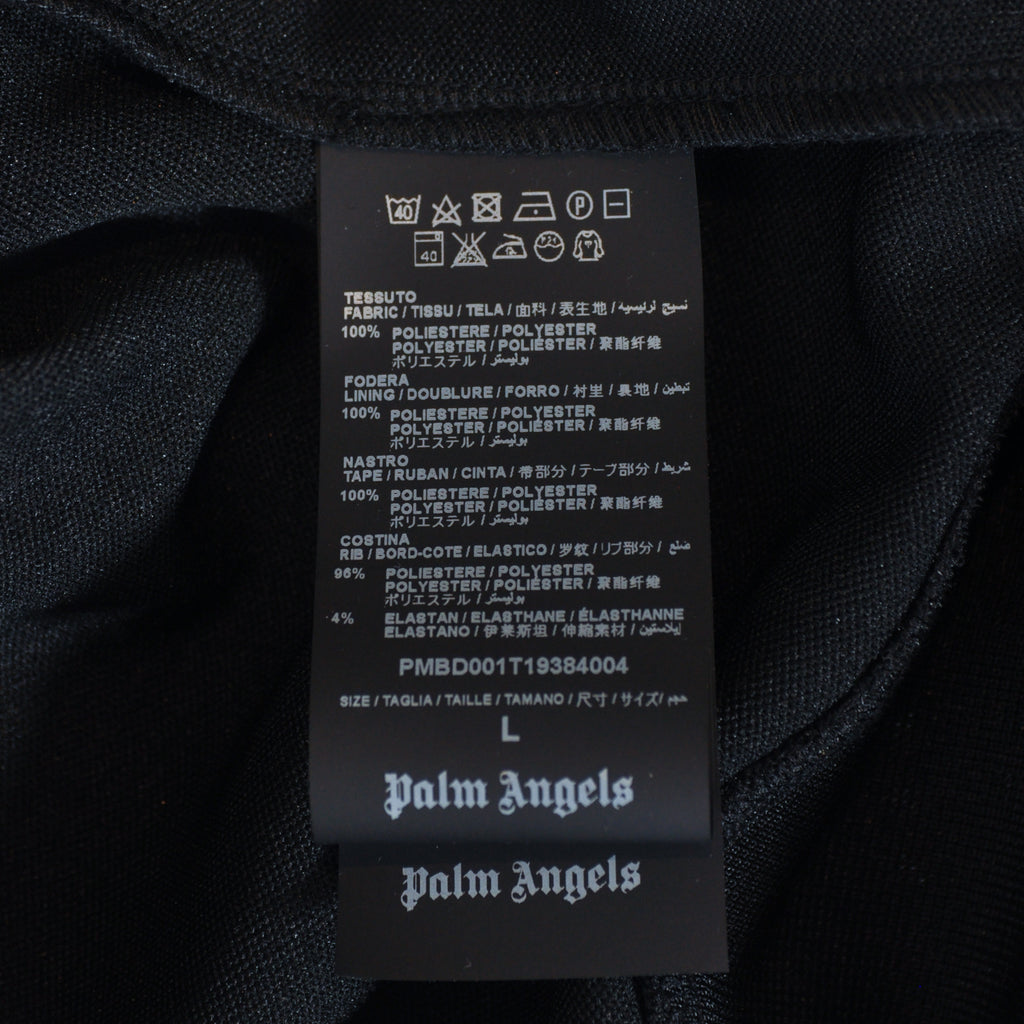 40 P
40
TESSUTO
FABRIC / TISSU / TELA / 面料 / 表生地 /
100% POLIESTERE / POLYESTER
POLYESTER / POLIÉSTER / 聚酯纤维
ポリエステル / بوليستر
FODERA
LINING / DOUBLURE / FORRO / 村里 / 裏地 / تبطين
100% POLIESTERE / POLYESTER
POLYESTER / POLIÉSTER / 聚酯纤维
ポリエステル / بوليستر
NASTRO
TAPE / RUBAN / CINTA / 带部分 / テープ部分 / شريط
100% POLIESTERE / POLYESTER
POLYESTER / POLIÉSTER / 聚酯纤维
ポリエステル / بوليستر
COSTINA
RIB / BORD-COTE / ELASTICO / 罗纹 / リブ部分 / ضلع
96% POLIESTERE / POLYESTER
POLYESTER / POLIÉSTER / 聚酯纤维
ポリエステル / بوليستر
4% ELASTAN / ELASTHANE / ÉLASTHANNE
ELASTANO / 伊莱斯坦 / 伸縮素材 / إيلاستين
PMBD001T19384004
SIZE / TAGLIA / TAILLE / TAMANO / 尺寸 / サイズ / حجم
L
Palm Angels
Palm Angels